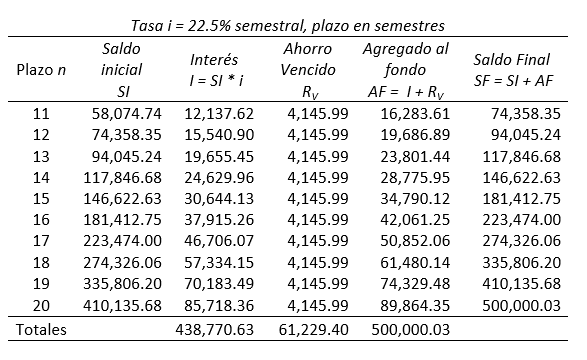 Tasa i = 22.5% semestral, plazo en semestres
Plazo n Saldo inicial SI Interés I = SI * i Ahorro Vencido RV Agregado al fondo AF = I + RV Saldo Final SF = SI + AF
11 58,074.74 12,137.62 4,145.99 16,283.61 74,358.35
12 74,358.35 15,540.90 4,145.99 19,686.89 94,045.24
13 94,045.24 19,655.45 4,145.99 23,801.44 117,846.68
14 117,846.68 24,629.96 4,145.99 28,775.95 146,622.63
15 146,622.63 30,644.13 4,145.99 34,790.12 181,412.75
16 181,412.75 37,915.26 4,145.99 42,061.25 223,474.00
17 223,474.00 46,706.07 4,145.99 50,852.06 274,326.06
18 274,326.06 57,334.15 4,145.99 61,480.14 335,806.20
19 335,806.20 70,183.49 4,145.99 74,329.48 410,135.68
20 410,135.68 85,718.36 4,145.99 89,864.35 500,000.03
Totales 438,770.63 61,229.40 500,000.03